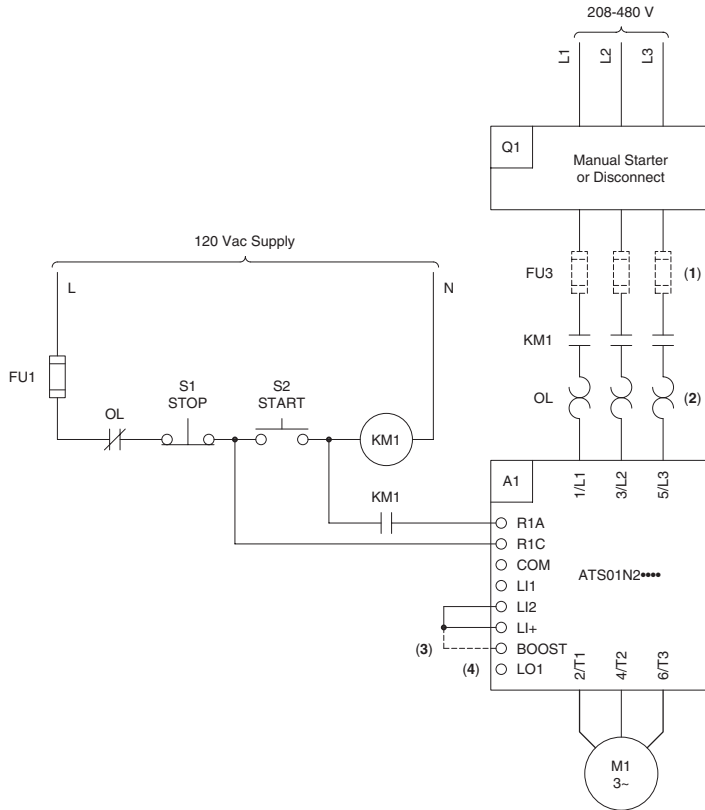 208-480 V
L1
L2
L3
Q1
Manual Starter
or Disconnect
120 Vac Supply
L
N
FU3
(1)
KM1
FU1
OL
S1
STOP
S2
START
KM1
OL
(2)
A1
1/L1
3/L2
5/L3
KM1
R1A
R1C
COM
LI1
LI2
LI+
BOOST
LO1
ATS01N2••••
(3)
(4)
2/T1
4/T2
6/T3
M1
3~